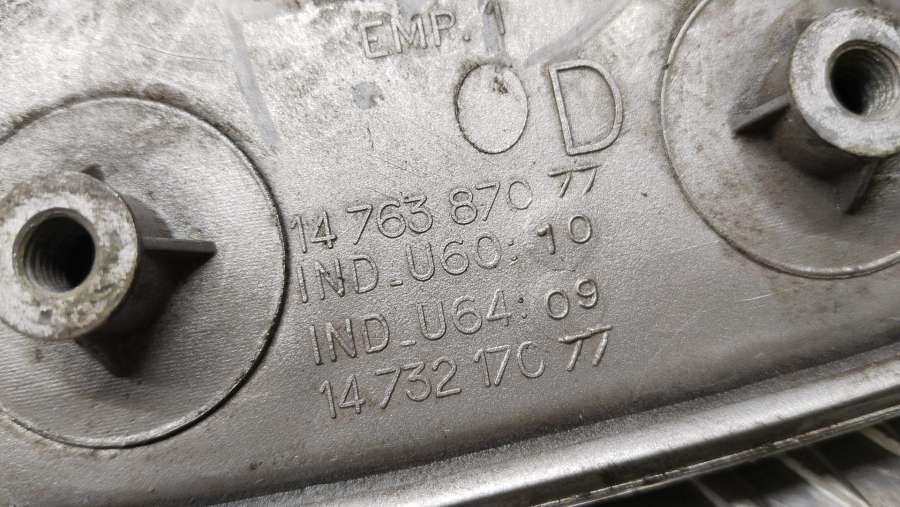 EMP. 1
D
14 763 870 77
IND_U60: 10
IND_U64: 09
14 732 170 77